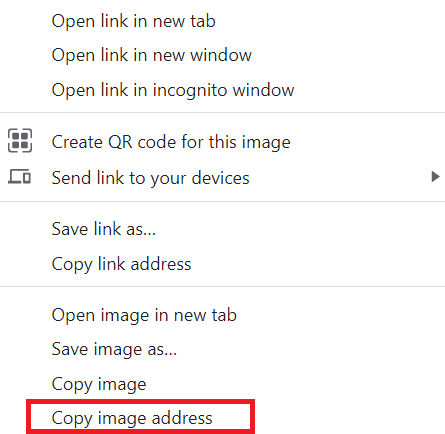 Open link in new tab
Open link in new window
Open link in incognito window
Create QR code for this image
Send link to your devices
Save link as...
Copy link address
Open image in new tab
Save image as...
Copy image
Copy image address